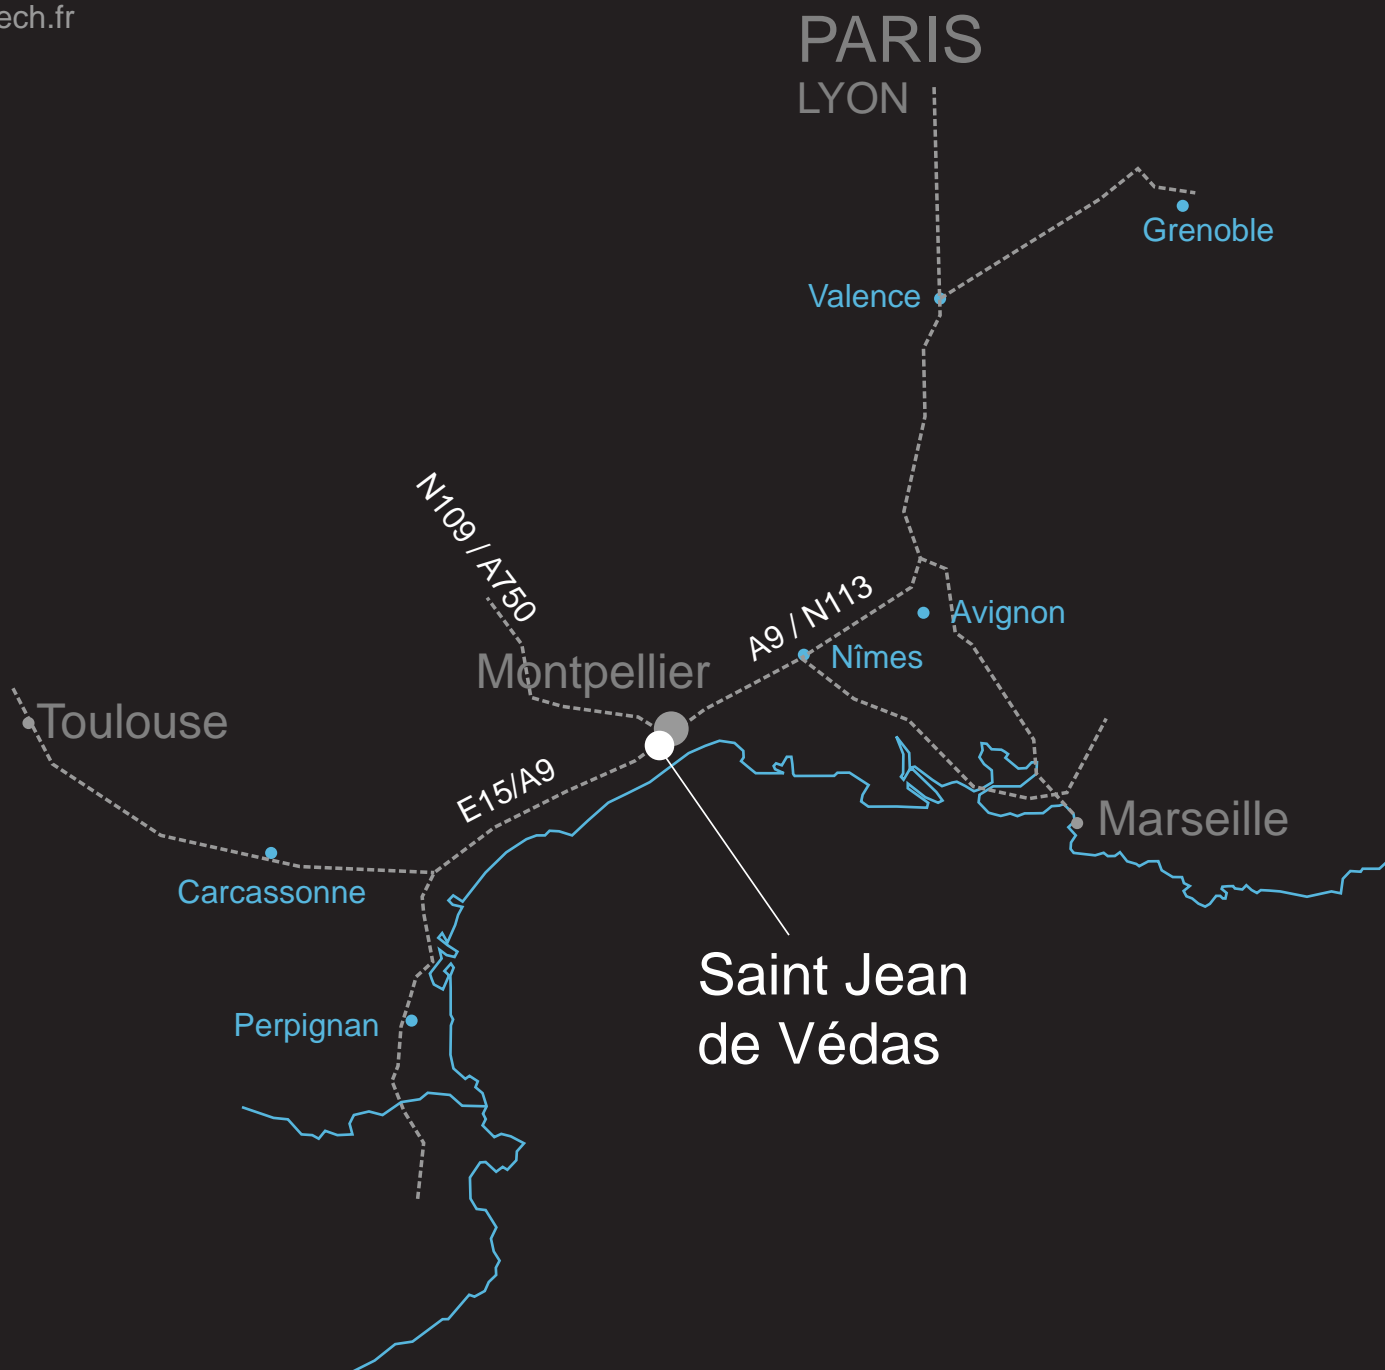 ech.fr
PARIS
LYON
Grenoble
Valence
N109 / A750
A9 / N113
Avignon
Nîmes
Montpellier
Toulouse
E15/A9
Marseille
Carcassonne
Saint Jean
de Védas
Perpignan